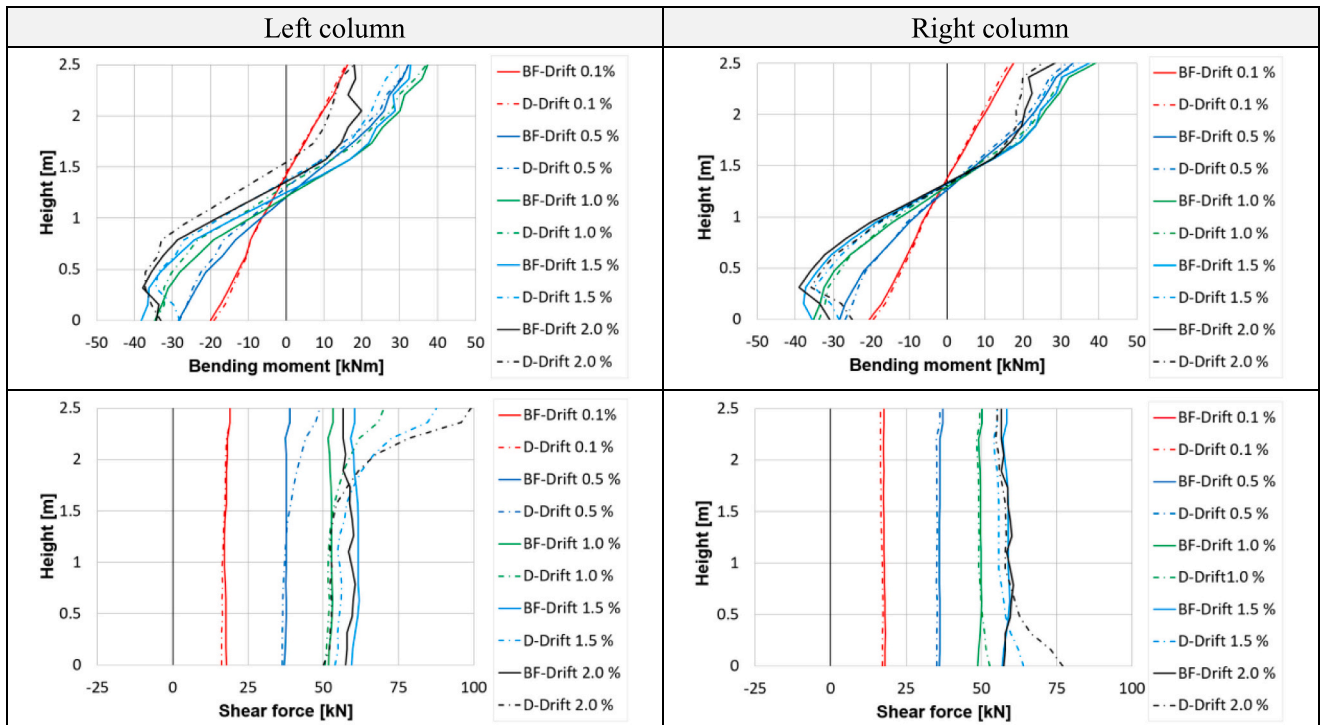 Left column
Right column
2.5
2
1.5
1
0.5
0
Height [m]
-50 -40 -30 -20 -10 0 10 20 30 40 50
Bending moment [kNm]
BF-Drift 0.1%
D-Drift 0.1 %
BF-Drift 0.5 %
D-Drift 0.5 %
BF-Drift 1.0 %
D-Drift 1.0 %
BF-Drift 1.5 %
D-Drift 1.5 %
BF-Drift 2.0 %
D-Drift 2.0 %
2.5
2
1.5
1
0.5
0
Height [m]
-50 -40 -30 -20 -10 0 10 20 30 40 50
Bending moment [kNm]
BF-Drift 0.1 %
D-Drift 0.1 %
BF-Drift 0.5 %
D-Drift 0.5 %
BF-Drift 1.0 %
D-Drift 1.0 %
BF-Drift 1.5 %
D-Drift 1.5 %
BF-Drift 2.0 %
D-Drift 2.0 %
2.5
2
1.5
1
0.5
0
Height [m]
-25 0 25 50 75 100
Shear force [kN]
BF-Drift 0.1%
D-Drift 0.1 %
BF-Drift 0.5 %
D-Drift 0.5 %
BF-Drift 1.0 %
D-Drift 1.0 %
BF-Drift 1.5 %
D-Drift 1.5 %
BF-Drift 2.0 %
D-Drift 2.0 %
2.5
2
1.5
1
0.5
0
Height [m]
-25 0 25 50 75 100
Shear force [kN]
BF-Drift 0.1 %
D-Drift 0.1 %
BF-Drift 0.5 %
D-Drift 0.5 %
BF-Drift 1.0 %
D-Drift1.0 %
BF-Drift 1.5 %
D-Drift 1.5 %
BF-Drift 2.0 %
D-Drift 2.0 %